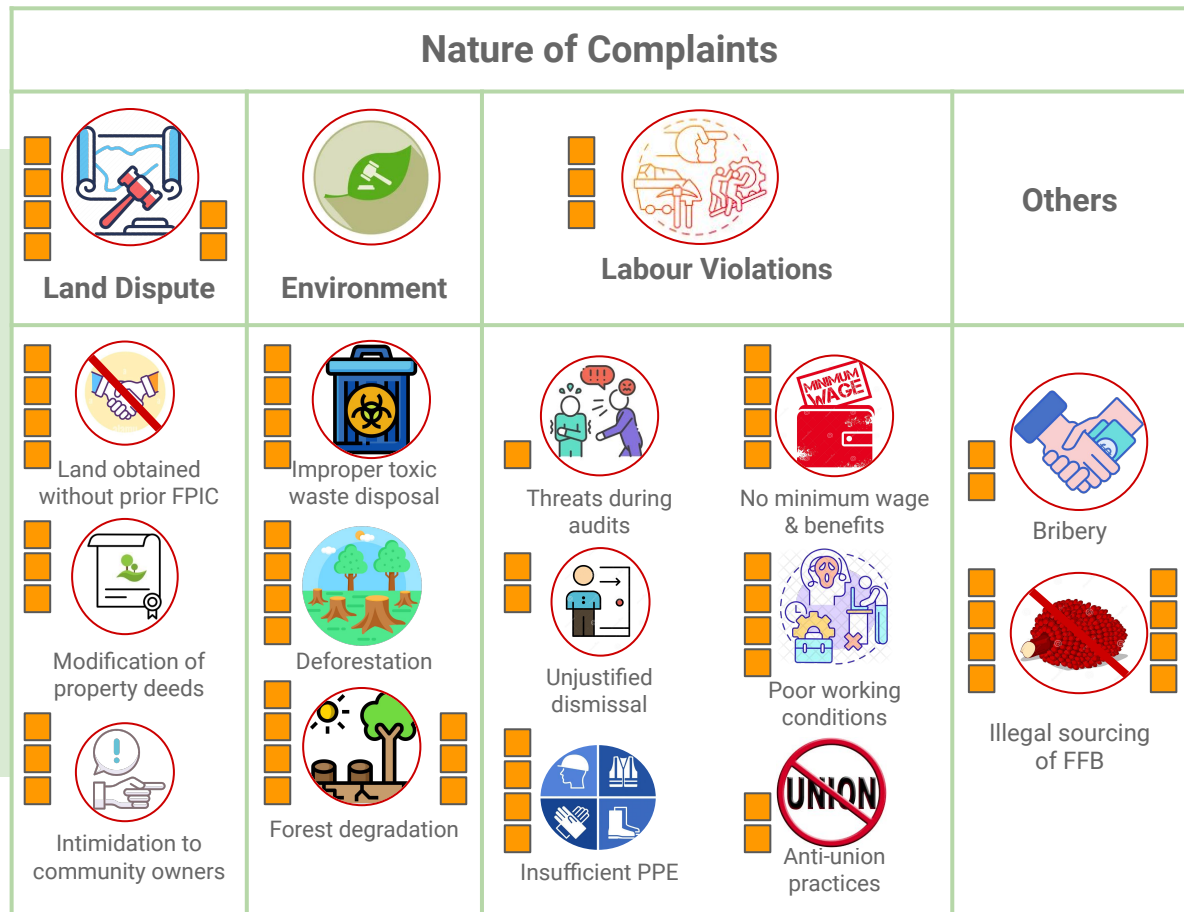 Nature of Complaints
Land Dispute
Environment
Labour Violations
Others
Land obtained
without prior FPIC
Modification of
property deeds
Intimidation to
community owners
Improper toxic
waste disposal
Deforestation
Forest degradation
!!!
Threats during
audits
Unjustified
dismissal
Insufficient PPE
MINIMUM
WAGE
No minimum wage
& benefits
Poor working
conditions
UNION
Anti-union
practices
Bribery
Illegal sourcing
of FFB